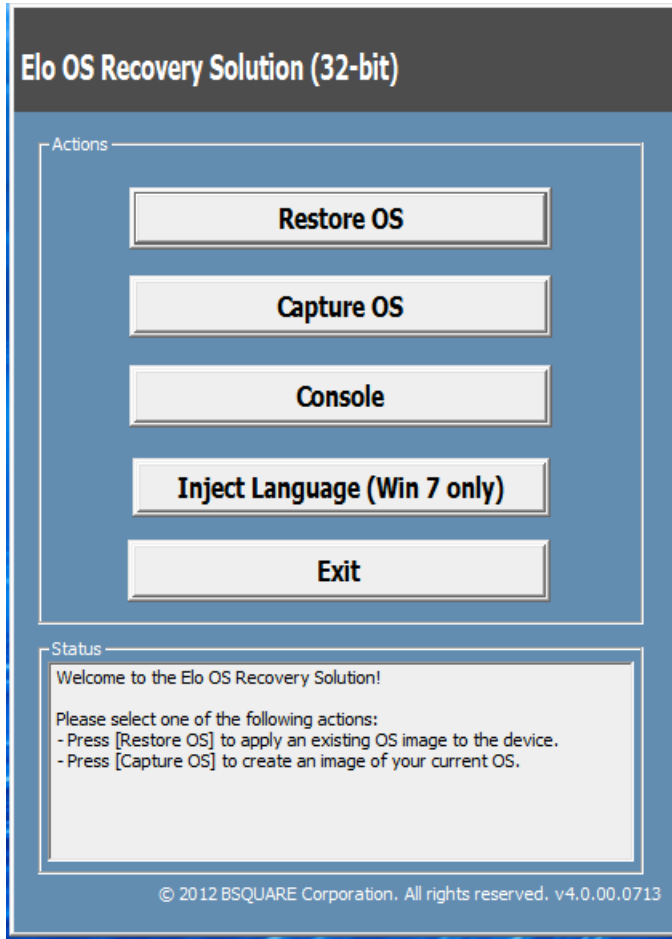 Elo OS Recovery Solution (32-bit)
Actions
Restore OS
Capture OS
Console
Inject Language (Win 7 only)
Exit
Status
Welcome to the Elo OS Recovery Solution!
Please select one of the following actions:
- Press [Restore OS] to apply an existing OS image to the device.
- Press [Capture OS] to create an image of your current OS.
© 2012 BSQUARE Corporation. All rights reserved. v4.0.00.0713